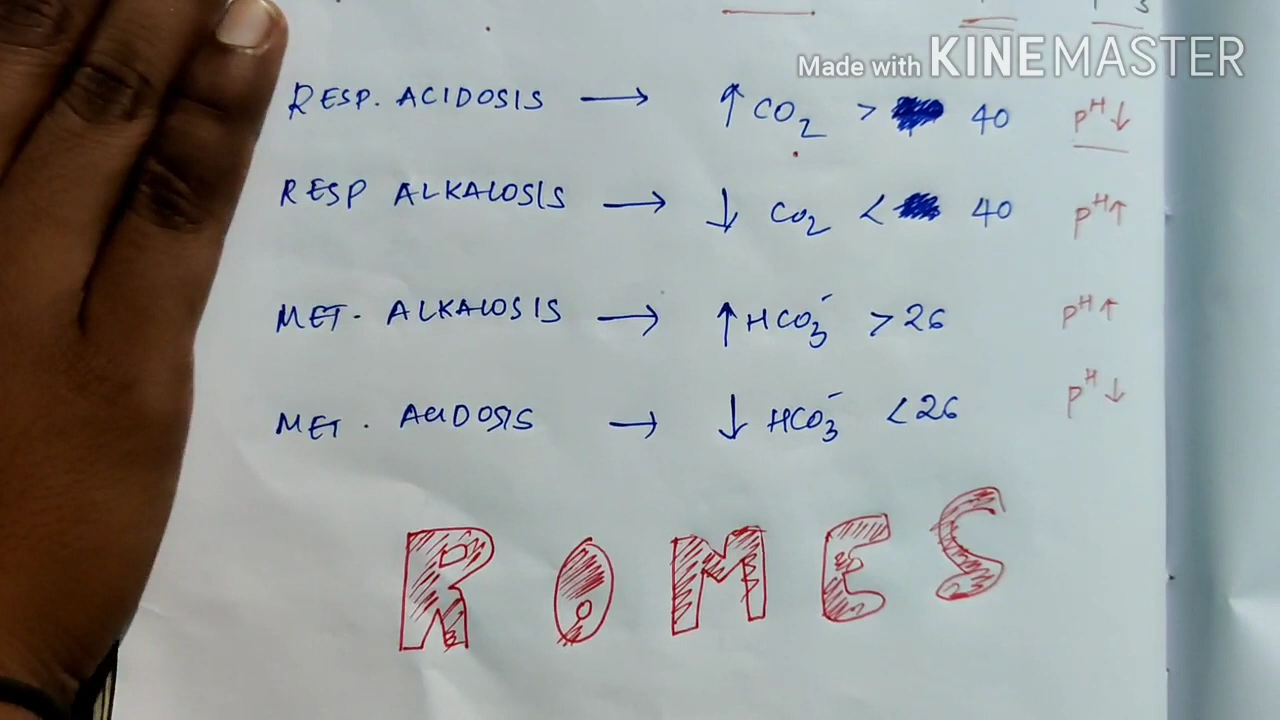 Made with KINEMASTER
RESP. ACIDOSIS → ↑ CO2 > 40 pH↓
RESP ALKALOSIS → ↓ CO2 < 40 pH↑
MET. ALKALOSIS → ↑ HCO3⁻ > 26 pH↑
MET. ACIDOSIS → ↓ HCO3⁻ < 26 pH↓
ROMES